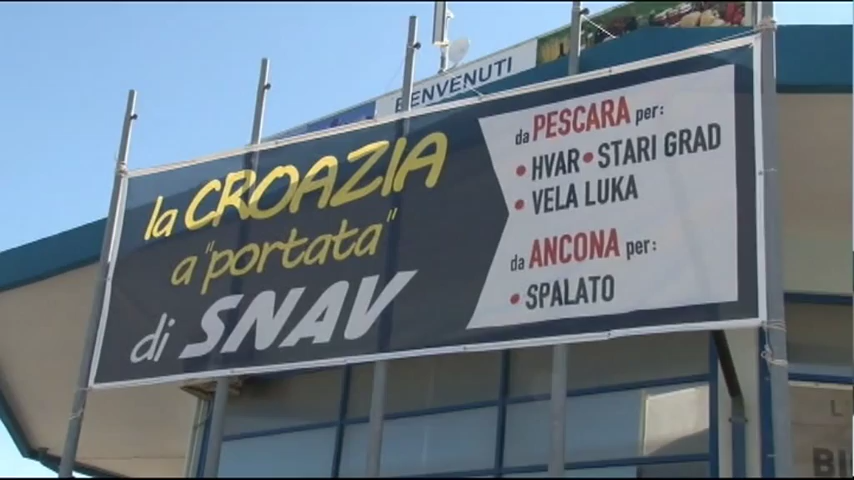 BENVENUTI
la CROAZIA
a "portata"
di SNAV
da PESCARA per:
• HVAR • STARI GRAD
• VELA LUKA
da ANCONA per:
• SPALATO